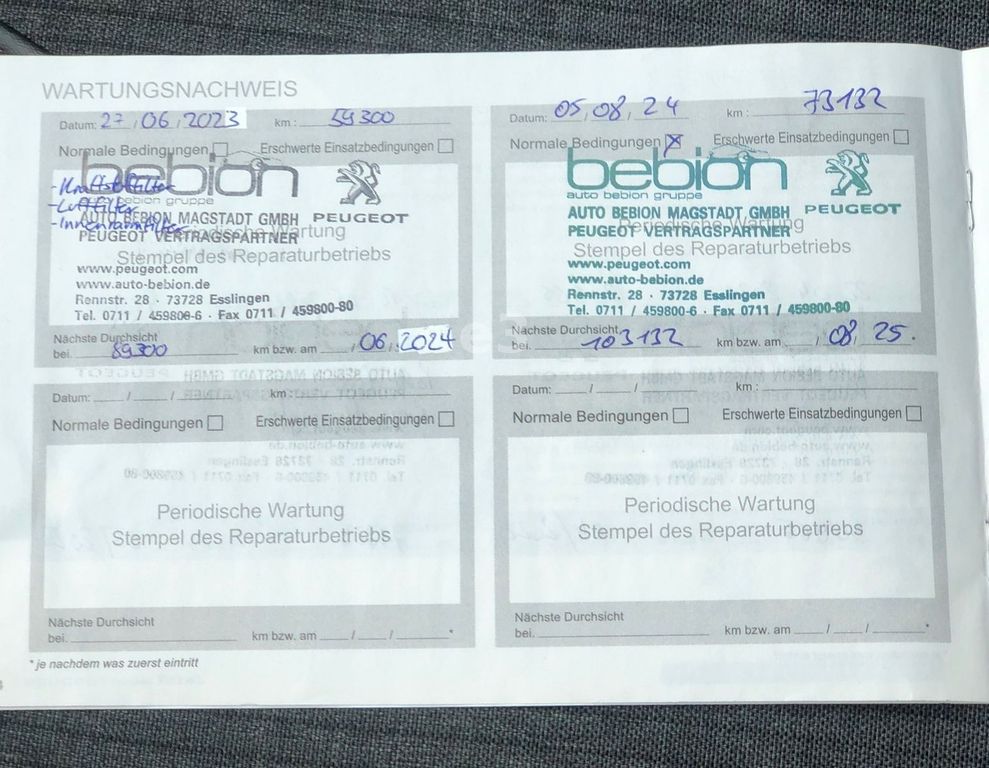 WARTUNGSNACHWEIS
Datum: 27 / 06 / 2023 km : 59300
Normale Bedingungen Erschwerte Einsatzbedingungen
bebion
auto bebion gruppe
- Kraftstofffilter
- Luftfilter
- Innenraumfilter
AUTO BEBION MAGSTADT GMBH PEUGEOT
PEUGEOT VERTRAGSPARTNER
Periodische Wartung
Stempel des Reparaturbetriebs
www.peugeot.com
www.auto-bebion.de
Rennstr. 28 · 73728 Esslingen
Tel. 0711 / 459800-6 · Fax 0711 / 459800-80
Nächste Durchsicht
bei. 89300 km bzw. am / 06 / 2024
Datum: 05 / 08 / 24 km : 73132
Normale Bedingungen X Erschwerte Einsatzbedingungen
bebion
auto bebion gruppe
AUTO BEBION MAGSTADT GMBH PEUGEOT
PEUGEOT VERTRAGSPARTNER
Periodische Wartung
Stempel des Reparaturbetriebs
www.peugeot.com
www.auto-bebion.de
Rennstr. 28 · 73728 Esslingen
Tel. 0711 / 459800-6 · Fax 0711 / 459800-80
Nächste Durchsicht
bei. 103132 km bzw. am / 08 / 25.
Datum: / / km:
Normale Bedingungen Erschwerte Einsatzbedingungen
Periodische Wartung
Stempel des Reparaturbetriebs
Nächste Durchsicht
bei. km bzw. am / / *
Datum: / / km :
Normale Bedingungen Erschwerte Einsatzbedingungen
Periodische Wartung
Stempel des Reparaturbetriebs
Nächste Durchsicht
bei. km bzw. am / / *
* je nachdem was zuerst eintritt